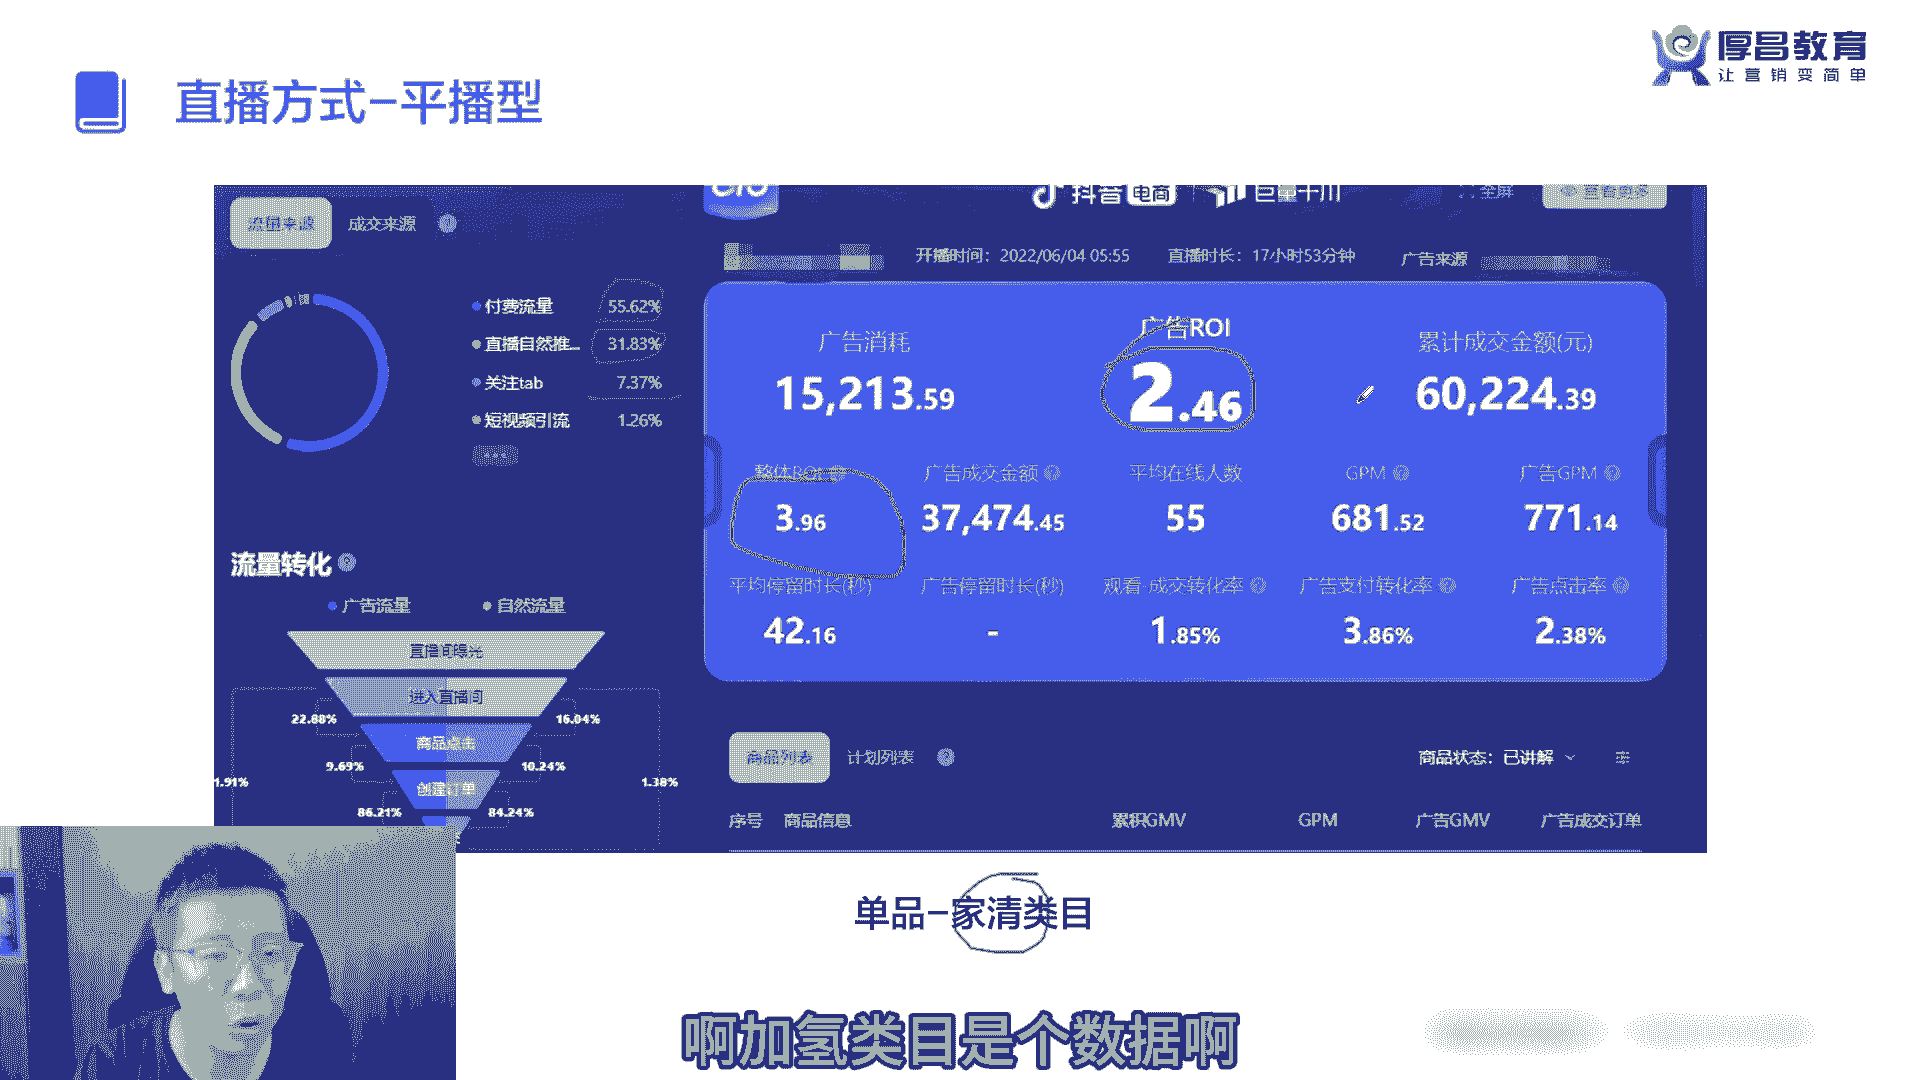 厚昌教育
让营销变简单
直播方式-平播型
抖音电商
巨量千川
全屏
流量来源 成交来源
开播时间：2022/06/04 05:55 直播时长：17小时53分钟 广告来源
付费流量 55.62%
直播自然推... 31.83%
关注tab 7.37%
短视频引流 1.26%
广告消耗 广告ROI 累计成交金额(元)
15,213.59 2.46 60,224.39
整体ROI 广告成交金额 平均在线人数 GPM 广告GPM
3.96 37,474.45 55 681.52 771.14
平均停留时长(秒) 广告停留时长(秒) 观看-成交转化率 广告支付转化率 广告点击率
42.16 - 1.85% 3.86% 2.38%
流量转化
广告流量 自然流量
直播间曝光
进入直播间
22.88% 16.04%
商品点击
9.69% 10.24%
1.91% 1.38%
创建订单
86.21% 84.24%
商品列表 计划列表 商品状态：已讲解
序号 商品信息 累积GMV GPM 广告GMV 广告成交订单
单品-家清类目
啊加氢类目是个数据啊